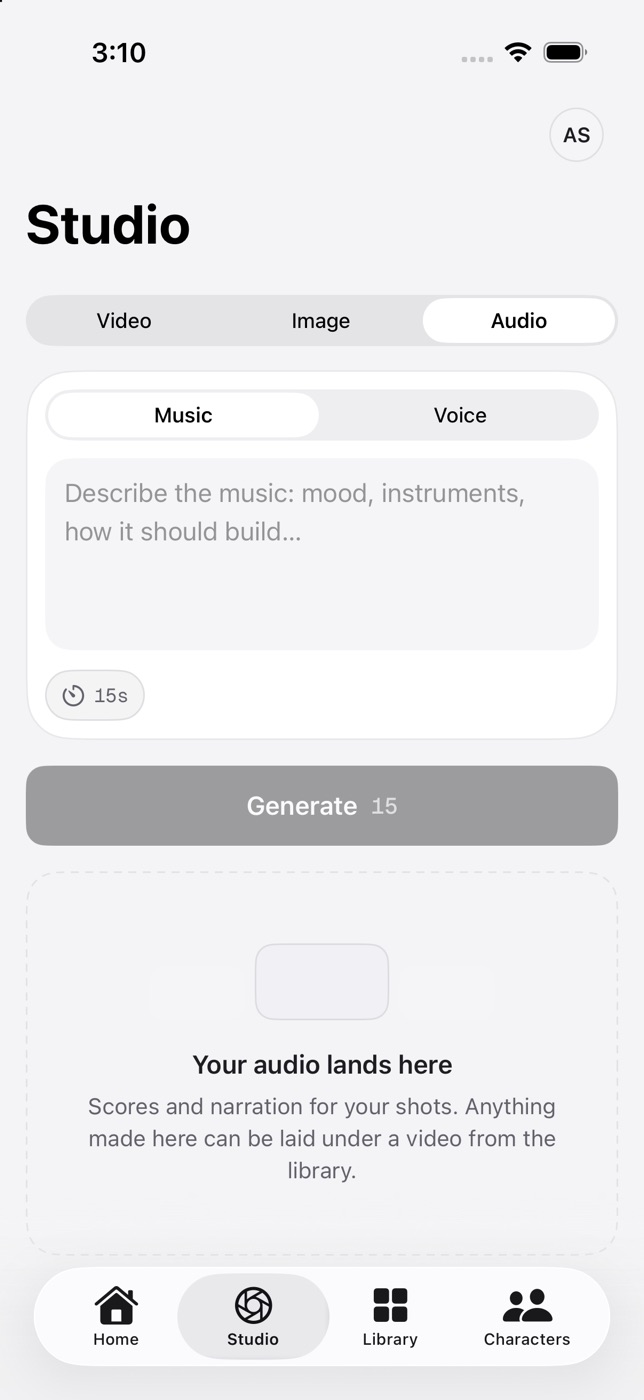 3:10
AS
Studio
Video Image Audio
Music Voice
Describe the music: mood, instruments,
how it should build...
15s
Generate 15
Your audio lands here
Scores and narration for your shots. Anything
made here can be laid under a video from the
library.
Home Studio Library Characters